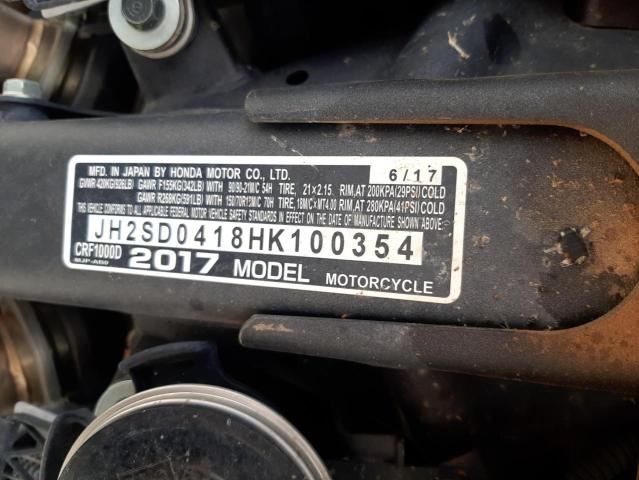 MFD. IN JAPAN BY HONDA MOTOR CO., LTD. 6/17
GVWR 420KG(926LB) GAWR F155KG(342LB) WITH 90/90-21M/C 54H TIRE, 21×2.15 RIM,AT 200KPA(29PSI)COLD
GAWR R268KG(591LB) WITH 150/70R18M/C 70H TIRE, 18M/C×MT4.00 RIM,AT 280KPA(41PSI)COLD
THIS VEHICLE CONFORMS TO ALL APPLICABLE U.S. FEDERAL MOTOR VEHICLE SAFETY STANDARDS IN EFFECT ON THE DATE OF MANUFACTURE SHOWN ABOVE
JH2SD0418HK100354
CRF1000D 2017 MODEL MOTORCYCLE
MJP-A80